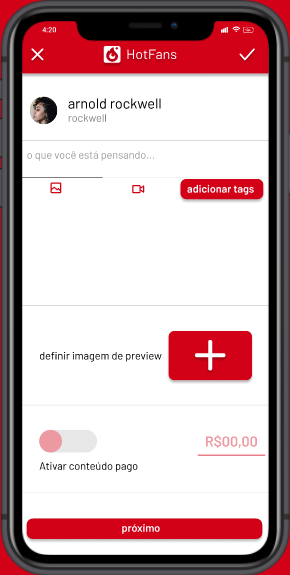 4:20
HotFans
arnold rockwell
rockwell
o que você está pensando...
adicionar tags
definir imagem de preview
R$00,00
Ativar conteúdo pago
próximo